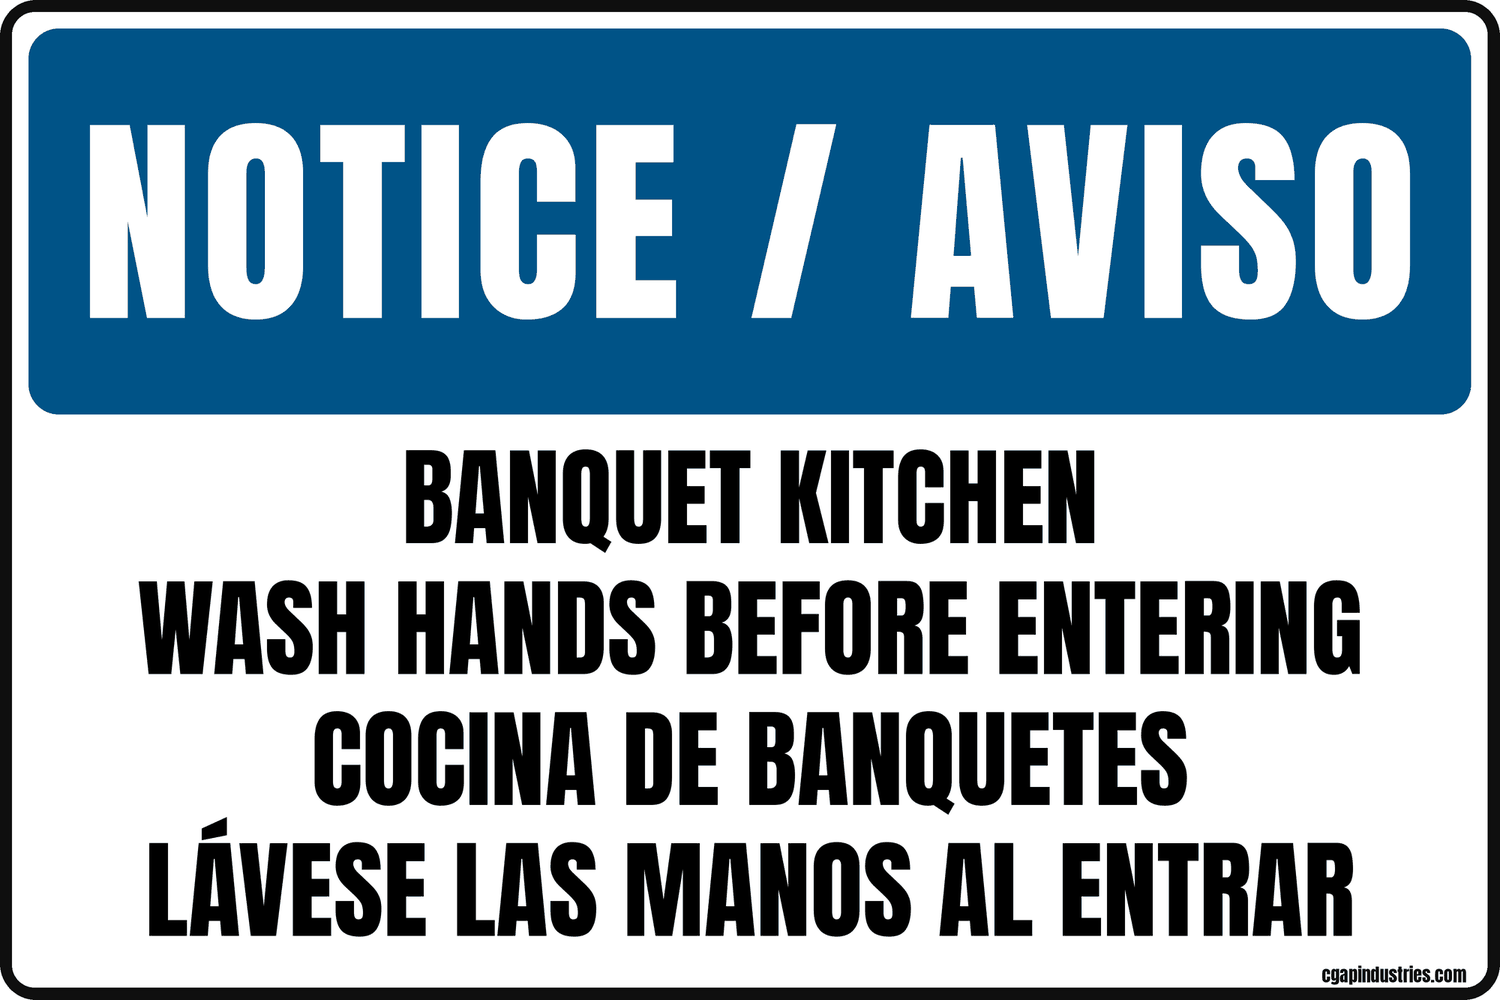 NOTICE / AVISO
BANQUET KITCHEN
WASH HANDS BEFORE ENTERING
COCINA DE BANQUETES
LÁVESE LAS MANOS AL ENTRAR
cgapindustries.com